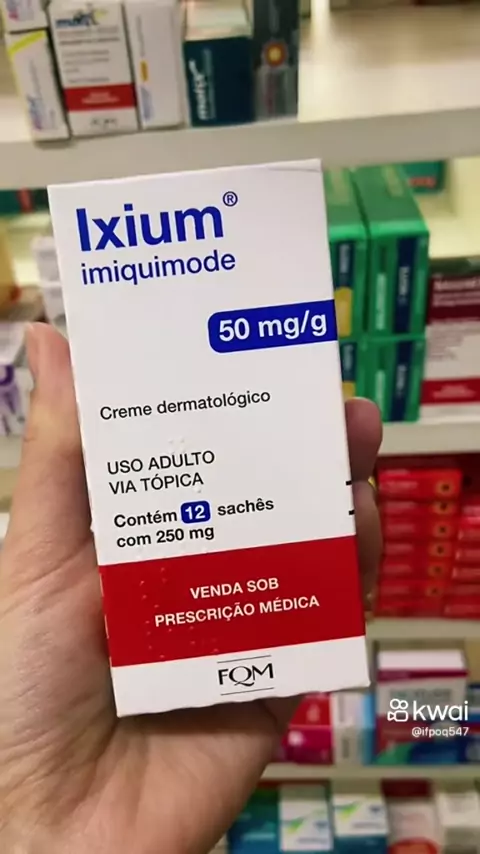 Ixium®
imiquimode
50 mg/g
Creme dermatológico
USO ADULTO
VIA TÓPICA
Contém 12 sachês
com 250 mg
VENDA SOB
PRESCRIÇÃO MÉDICA
FQM
kwai
@ifpoq547